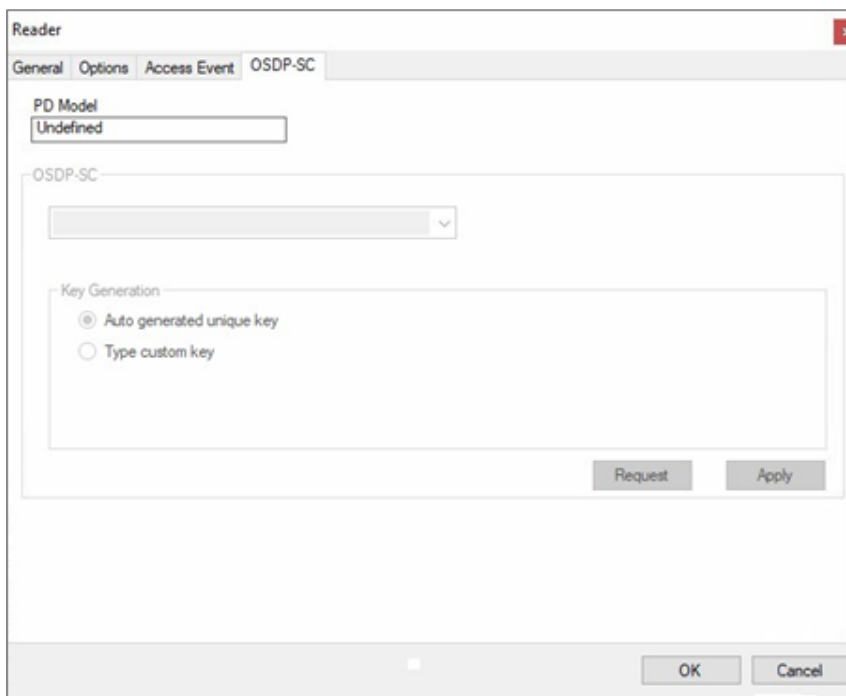 Reader
General Options Access Event OSDP-SC
PD Model
Undefined
OSDP-SC
Key Generation
Auto generated unique key
Type custom key
Request Apply
OK Cancel